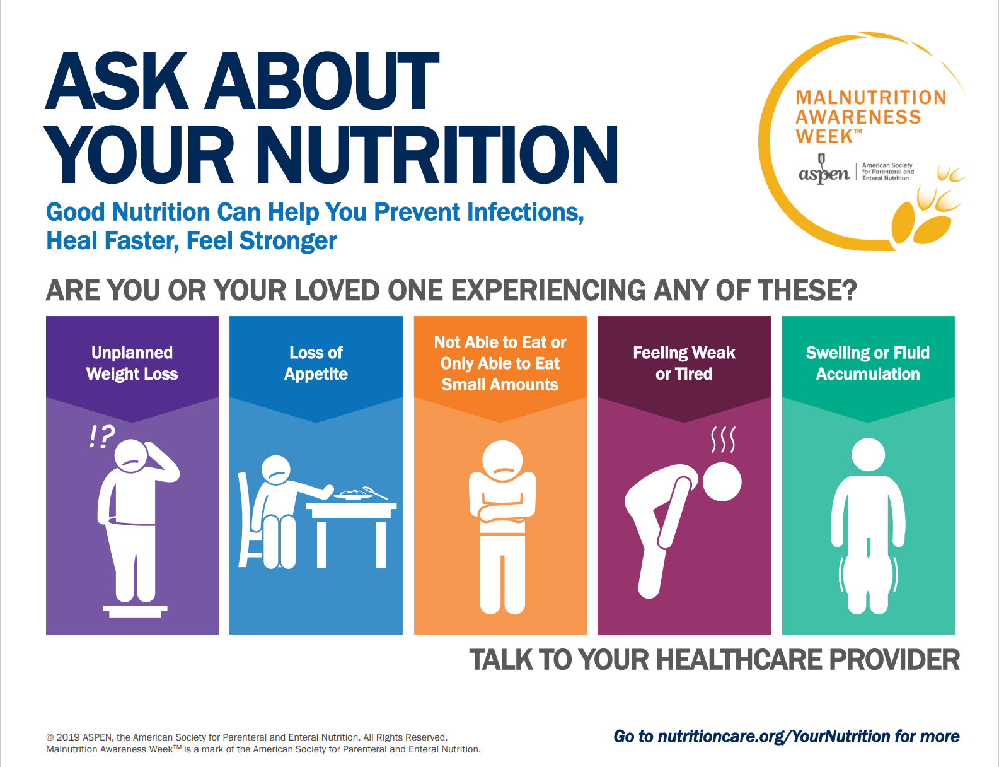 ASK ABOUT
YOUR NUTRITION
Good Nutrition Can Help You Prevent Infections,
Heal Faster, Feel Stronger
MALNUTRITION
AWARENESS
WEEK™
aspen
American Society
for Parenteral and
Enteral Nutrition
ARE YOU OR YOUR LOVED ONE EXPERIENCING ANY OF THESE?
Unplanned
Weight Loss
!?
Loss of
Appetite
Not Able to Eat or
Only Able to Eat
Small Amounts
Feeling Weak
or Tired
Swelling or Fluid
Accumulation
TALK TO YOUR HEALTHCARE PROVIDER
© 2019 ASPEN, the American Society for Parenteral and Enteral Nutrition. All Rights Reserved.
Malnutrition Awareness Week™ is a mark of the American Society for Parenteral and Enteral Nutrition.
Go to nutritioncare.org/YourNutrition for more